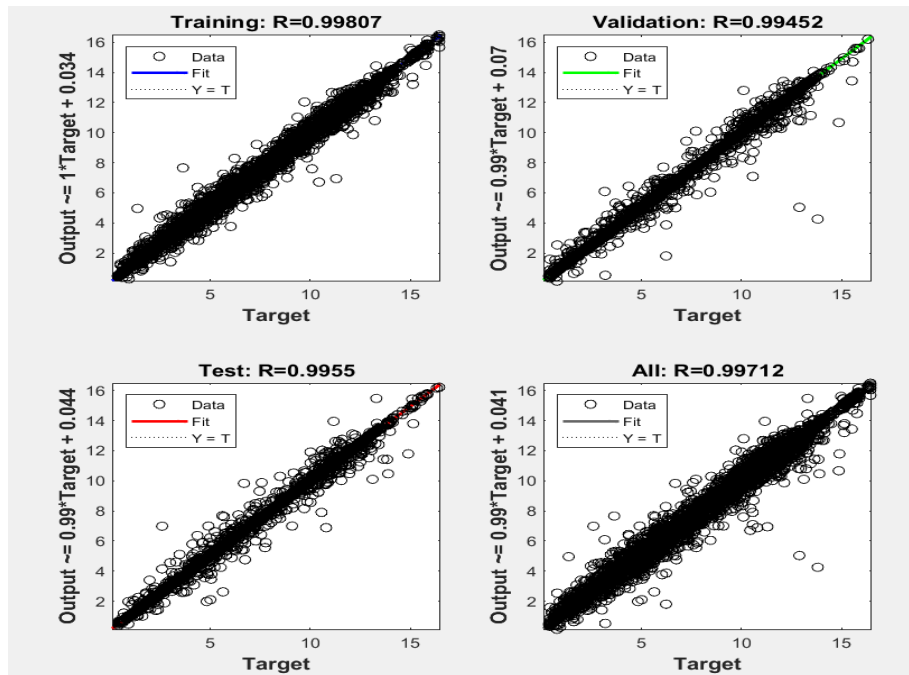 Training: R=0.99807
Output ~= 1*Target + 0.034
16
14
12
10
8
6
4
2
Data
Fit
Y = T
5
10
15
Target
Validation: R=0.99452
Output ~= 0.99*Target + 0.07
16
14
12
10
8
6
4
2
Data
Fit
Y = T
5
10
15
Target
Test: R=0.9955
Output ~= 0.99*Target + 0.044
16
14
12
10
8
6
4
2
Data
Fit
Y = T
5
10
15
Target
All: R=0.99712
Output ~= 0.99*Target + 0.041
16
14
12
10
8
6
4
2
Data
Fit
Y = T
5
10
15
Target